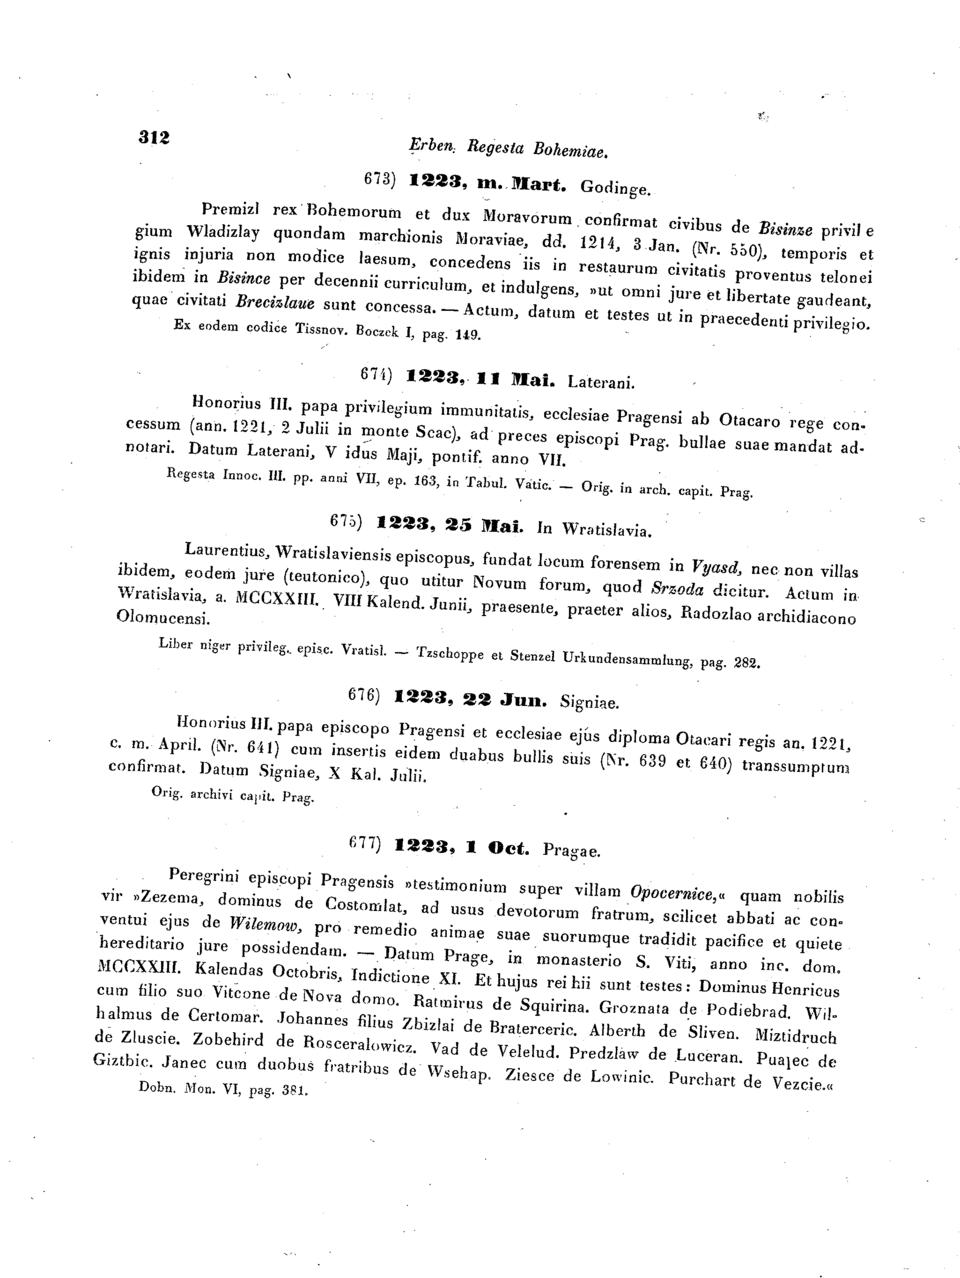 312
Erben, Regesta Bohemiae.
673) 1223, m. Mart. Godinge.
Premizl rex Bohemorum et dux Moravorum confirmat civibus de Bisinze privile
gium Wladizlay quondam marchionis Moraviae, dd. 1214, 3 Jan. (Nr. 550), temporis et
ignis injuria non modice laesum, concedens iis in restaurum civitatis proventus telonei
ibidem in Bisince per decennii curriculum, et indulgens, »ut omni jure et libertate gaudeant,
quae civitati Brecizlaue sunt concessa. — Actum, datum et testes ut in praecedenti privilegio.
Ex eodem codice Tissnov. Boczek I, pag. 149.
674) 1223, 11 Mai. Laterani.
Honorius III. papa privilegium immunitatis, ecclesiae Pragensi ab Otacaro rege con-
cessum (ann. 1221, 2 Julii in monte Scac), ad preces episcopi Prag. bullae suae mandat ad-
notari. Datum Laterani, V idus Maji, pontif. anno VII.
Regesta Innoc. III. pp. anni VII, ep. 163, in Tabul. Vatic. — Orig. in arch. capit. Prag.
675) 1223, 25 Mai. In Wratislavia.
Laurentius, Wratislaviensis episcopus, fundat locum forensem in Vyasd, nec non villas
ibidem, eodem jure (teutonico), quo utitur Novum forum, quod Srzoda dicitur. Actum in
Wratislavia, a. MCCXXIII. VIII Kalend. Junii, praesente, praeter alios, Radozlao archidiacono
Olomucensi.
Liber niger privileg. episc. Vratisl. — Tzschoppe et Stenzel Urkundensammlung, pag. 282.
676) 1223, 22 Jun. Signiae.
Honorius III. papa episcopo Pragensi et ecclesiae ejus diploma Otacari regis an. 1221,
c. m. April. (Nr. 641) cum insertis eidem duabus bullis suis (Nr. 639 et 640) transsumptum
confirmat. Datum Signiae, X Kal. Julii.
Orig. archivi capit. Prag.
677) 1223, 1 Oct. Pragae.
Peregrini episcopi Pragensis »testimonium super villam Opocernice,« quam nobilis
vir »Zezema, dominus de Costomlat, ad usus devotorum fratrum, scilicet abbati ac con-
ventui ejus de Wilemow, pro remedio animae suae suorumque tradidit pacifice et quiete
hereditario jure possidendam. — Datum Prage, in monasterio S. Viti, anno inc. dom.
MCCXXIII. Kalendas Octobris, Indictione XI. Et hujus rei hii sunt testes: Dominus Henricus
cum filio suo Vitcone de Nova domo. Ratmirus de Squirina. Groznata de Podiebrad. Wil-
halmus de Certomar. Johannes filius Zbizlai de Braterceric. Alberth de Sliven. Miztidruch
de Zluscie. Zobehird de Rosceralowicz. Vad de Velelud. Predzlaw de Luceran. Pualec de
Giztbic. Janec cum duobus fratribus de Wsehap. Ziesce de Lowinic. Purchart de Vezcie.«
Dobn. Mon. VI, pag. 381.